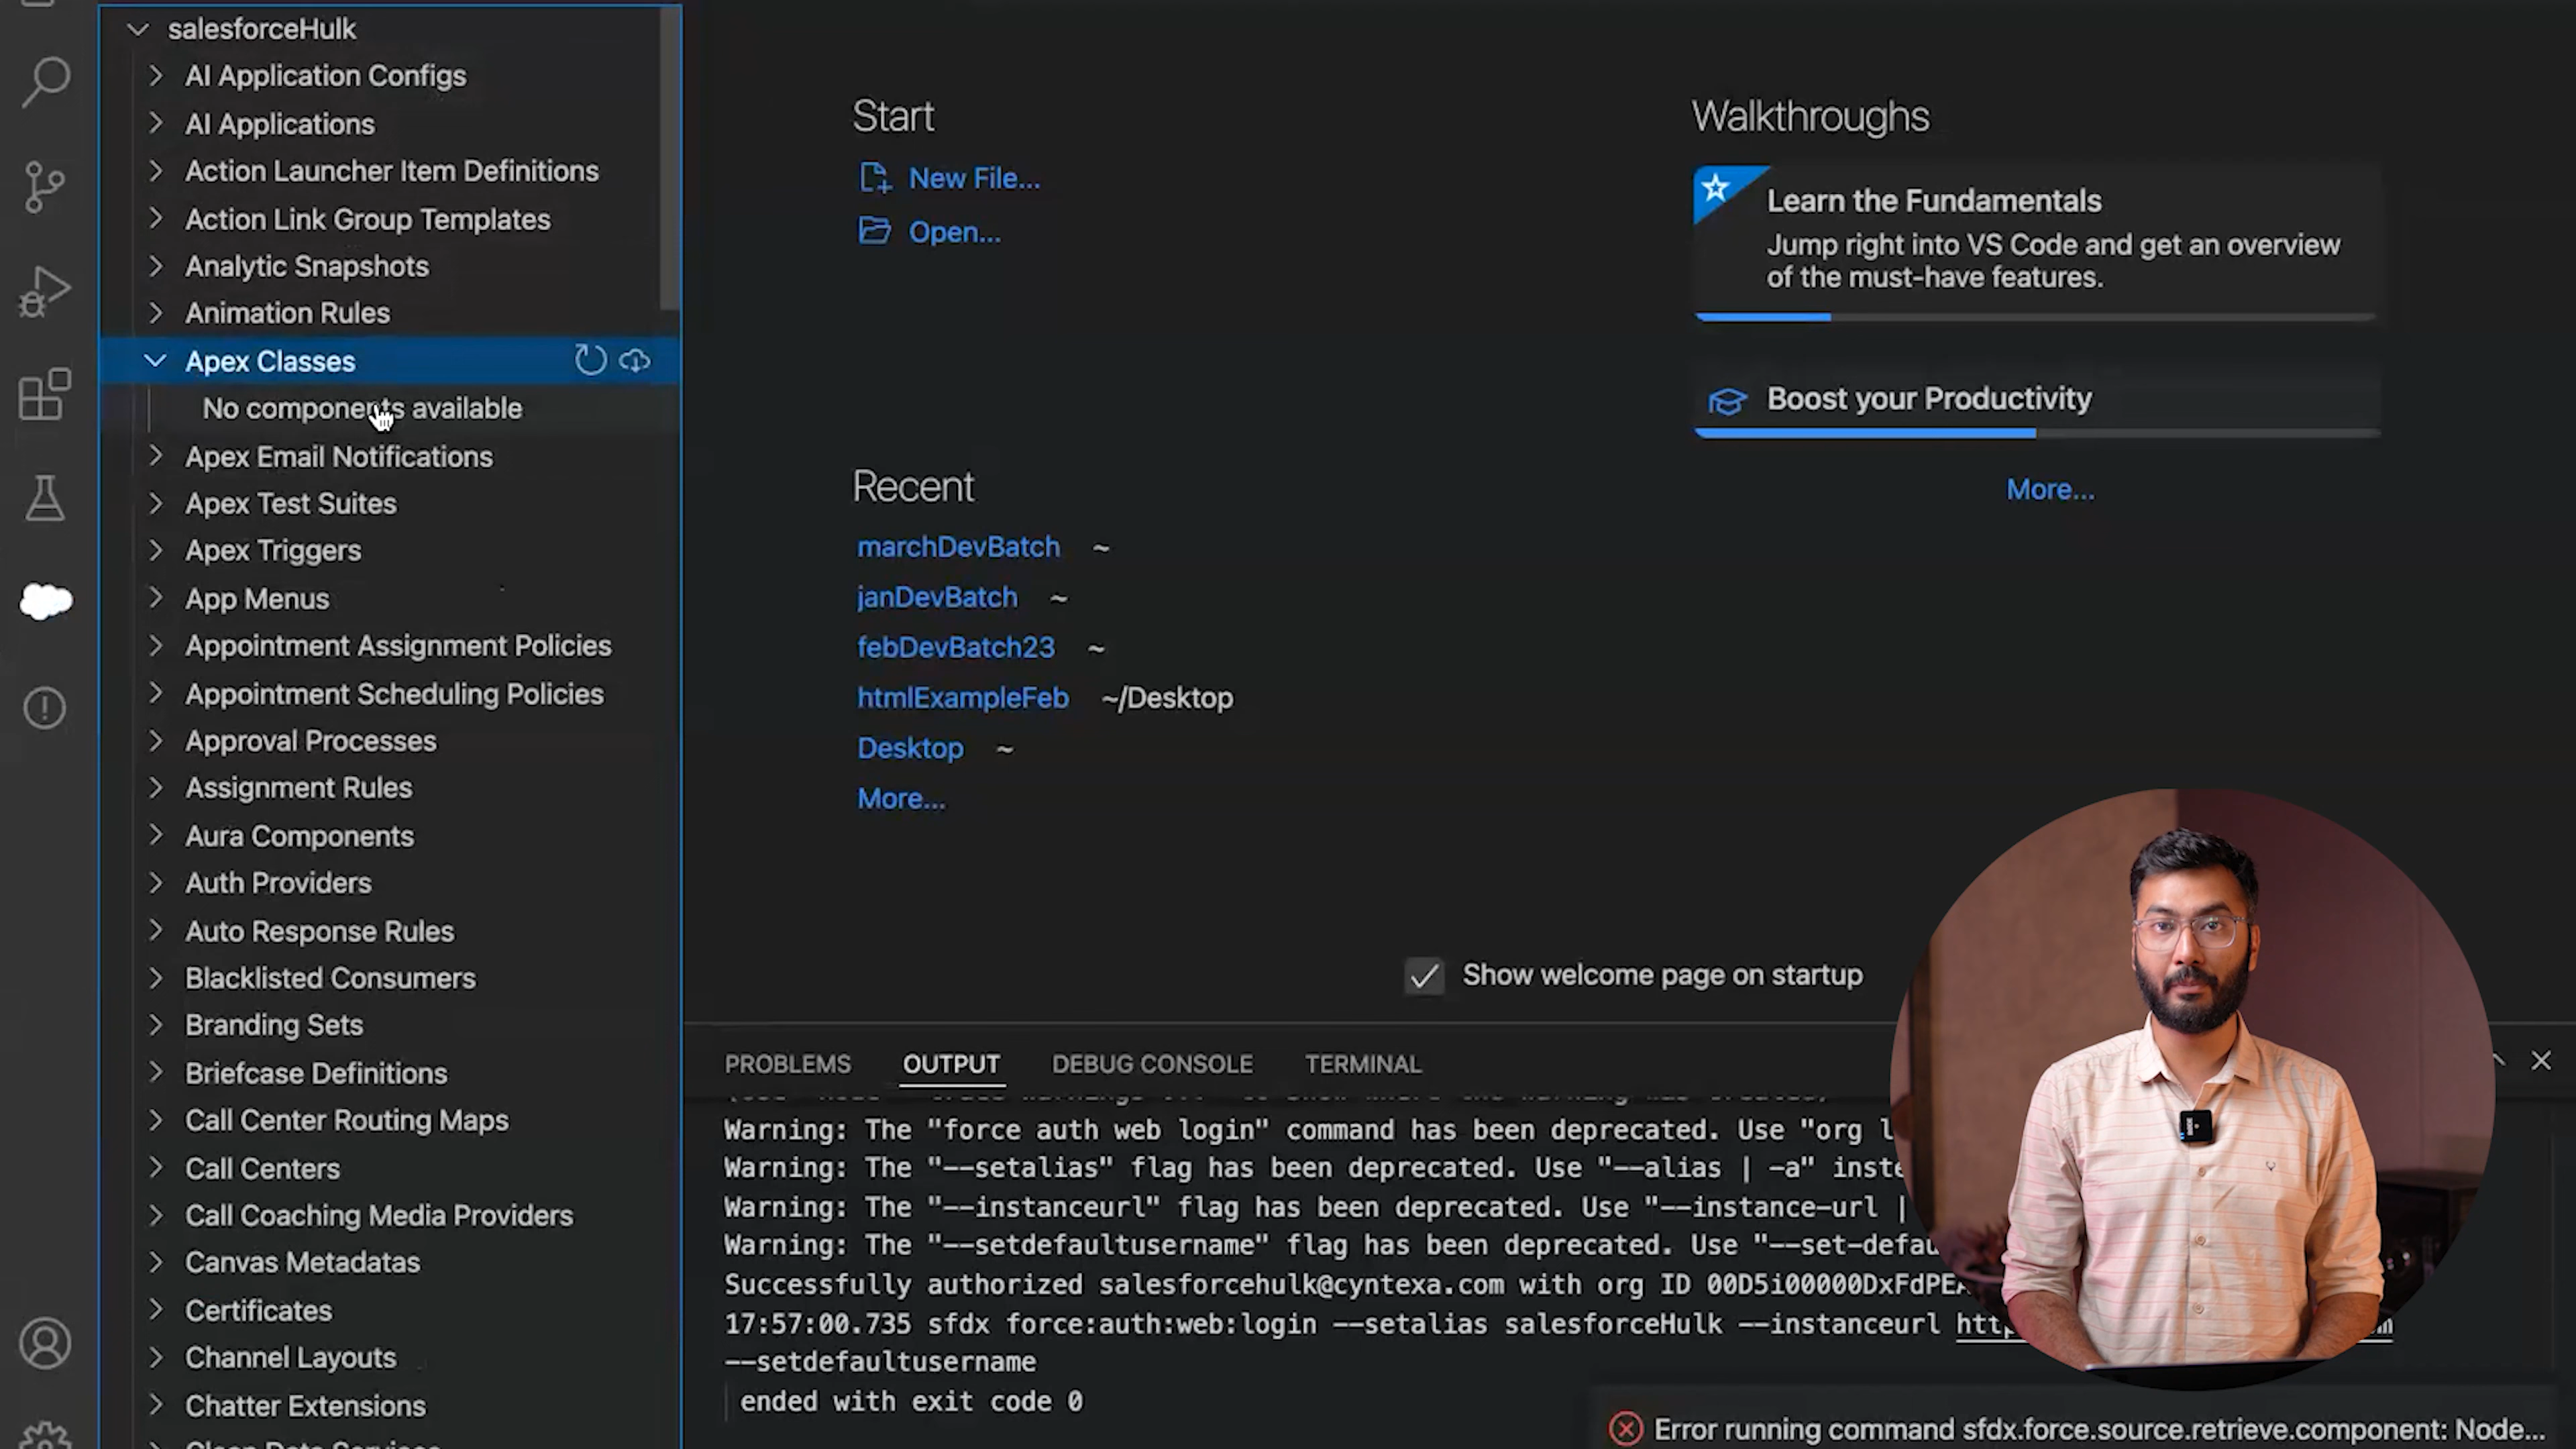 salesforceHulk
AI Application Configs
AI Applications
Action Launcher Item Definitions
Action Link Group Templates
Analytic Snapshots
Animation Rules
Apex Classes
No components available
Apex Email Notifications
Apex Test Suites
Apex Triggers
App Menus
Appointment Assignment Policies
Appointment Scheduling Policies
Approval Processes
Assignment Rules
Aura Components
Auth Providers
Auto Response Rules
Blacklisted Consumers
Branding Sets
Briefcase Definitions
Call Center Routing Maps
Call Centers
Call Coaching Media Providers
Canvas Metadatas
Certificates
Channel Layouts
Chatter Extensions
Start
New File...
Open...
Recent
marchDevBatch ~
janDevBatch ~
febDevBatch23 ~
htmlExampleFeb ~/Desktop
Desktop ~
More...
Walkthroughs
Learn the Fundamentals
Jump right into VS Code and get an overview
of the must-have features.
Boost your Productivity
More...
Show welcome page on startup
PROBLEMS OUTPUT DEBUG CONSOLE TERMINAL
Warning: The "force auth web login" command has been deprecated. Use "org l
Warning: The "--setalias" flag has been deprecated. Use "--alias | -a" inste
Warning: The "--instanceurl" flag has been deprecated. Use "--instance-url |
Warning: The "--setdefaultusername" flag has been deprecated. Use "--set-defau
Successfully authorized salesforcehulk@cyntexa.com with org ID 00D5i00000DxFdPEA
17:57:00.735 sfdx force:auth:web:login --setalias salesforceHulk --instanceurl http
--setdefaultusername
ended with exit code 0
Error running command sfdx.force.source.retrieve.component: Node...